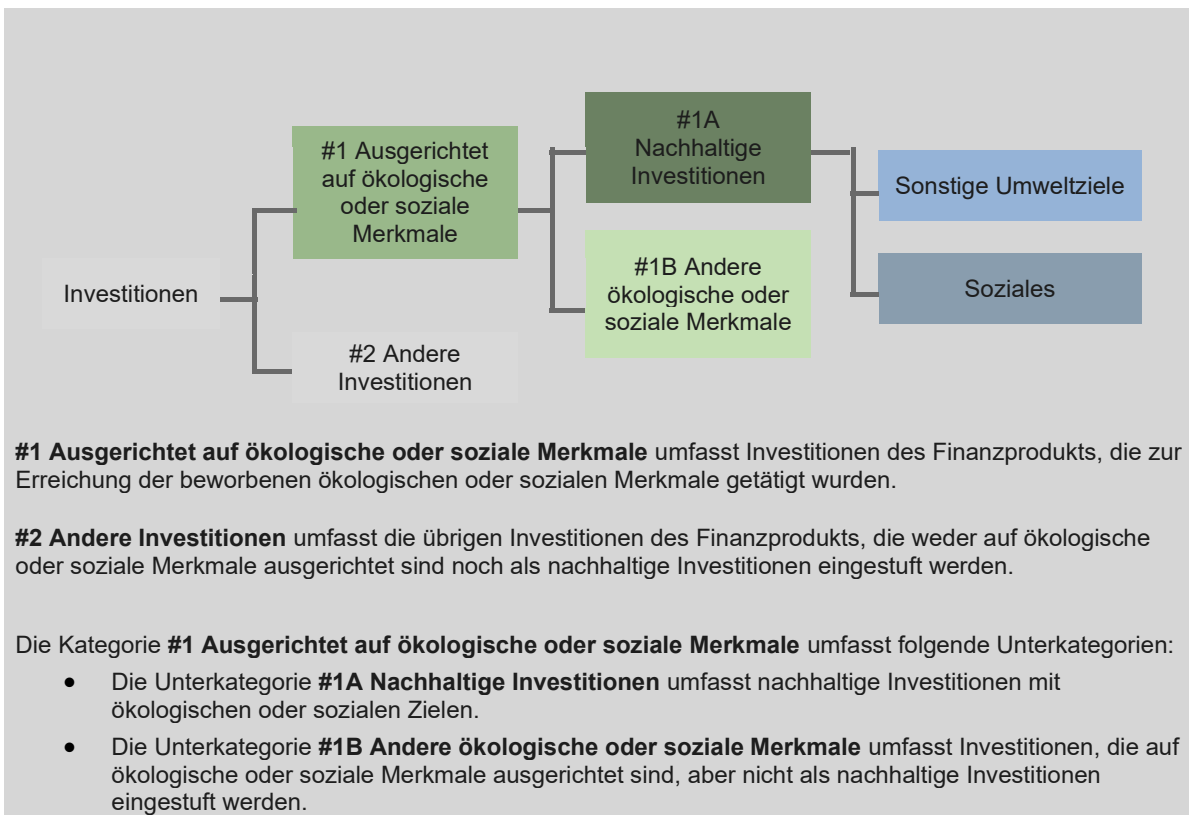 #1 Ausgerichtet
auf ökologische
oder soziale
Merkmale
#1A
Nachhaltige
Investitionen
Sonstige Umweltziele
Investitionen
#1B Andere
ökologische oder
soziale Merkmale
Soziales
#2 Andere
Investitionen
#1 Ausgerichtet auf ökologische oder soziale Merkmale umfasst Investitionen des Finanzprodukts, die zur
Erreichung der beworbenen ökologischen oder sozialen Merkmale getätigt wurden.
#2 Andere Investitionen umfasst die übrigen Investitionen des Finanzprodukts, die weder auf ökologische
oder soziale Merkmale ausgerichtet sind noch als nachhaltige Investitionen eingestuft werden.
Die Kategorie #1 Ausgerichtet auf ökologische oder soziale Merkmale umfasst folgende Unterkategorien:
• Die Unterkategorie #1A Nachhaltige Investitionen umfasst nachhaltige Investitionen mit
ökologischen oder sozialen Zielen.
• Die Unterkategorie #1B Andere ökologische oder soziale Merkmale umfasst Investitionen, die auf
ökologische oder soziale Merkmale ausgerichtet sind, aber nicht als nachhaltige Investitionen
eingestuft werden.